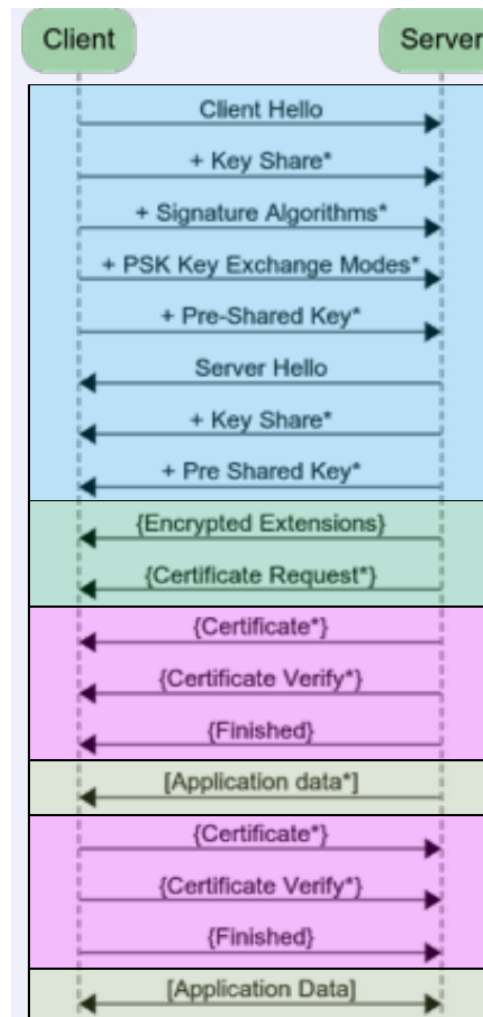 Client Server
Client Hello
+ Key Share*
+ Signature Algorithms*
+ PSK Key Exchange Modes*
+ Pre-Shared Key*
Server Hello
+ Key Share*
+ Pre Shared Key*
{Encrypted Extensions}
{Certificate Request*}
{Certificate*}
{Certificate Verify*}
{Finished}
[Application data*]
{Certificate*}
{Certificate Verify*}
{Finished}
[Application Data]